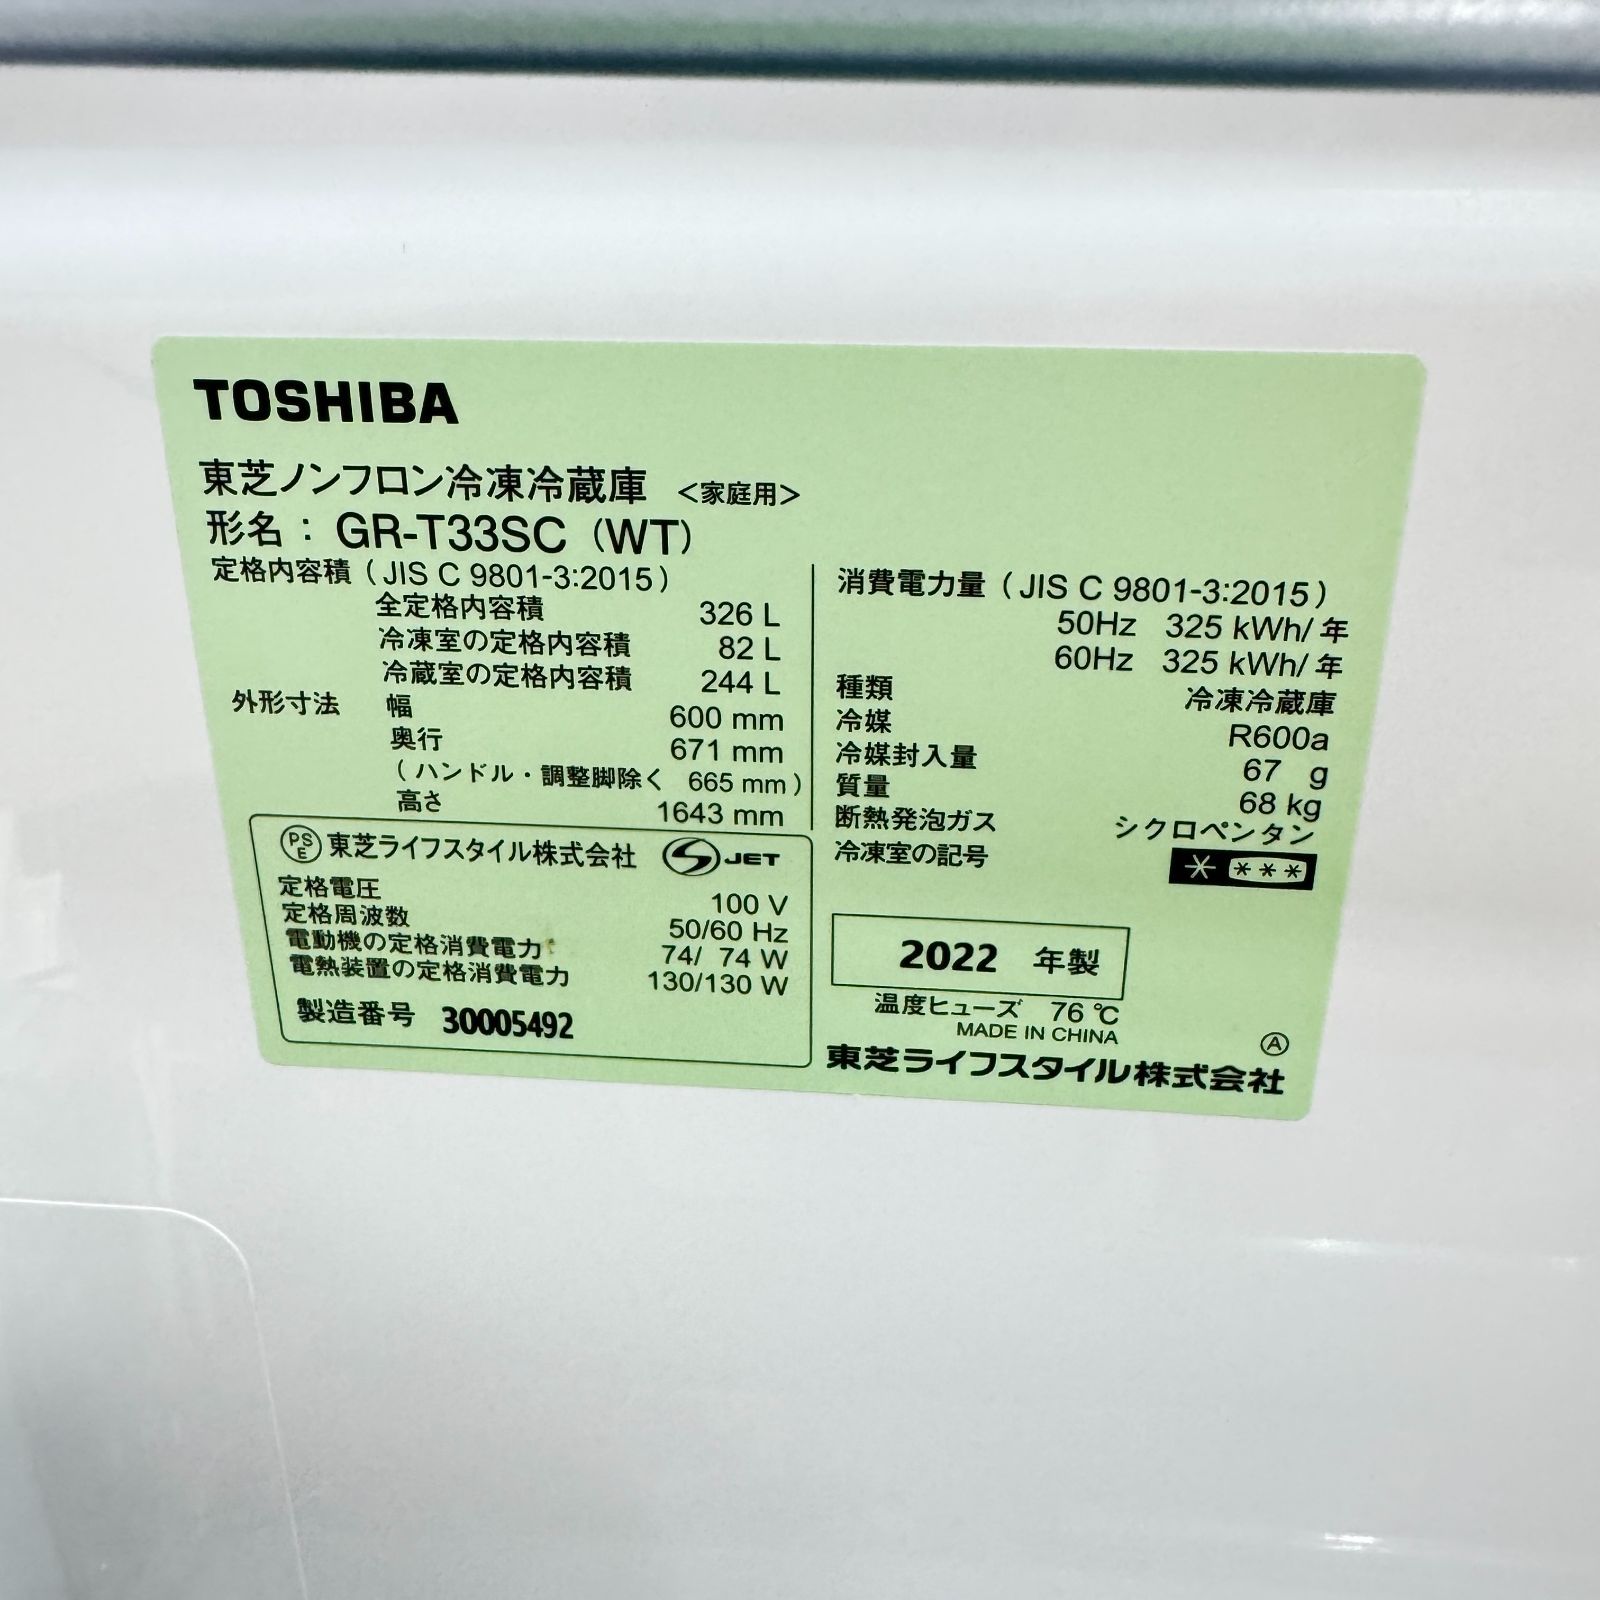 TOSHIBA
東芝ノンフロン冷凍冷蔵庫 <家庭用>
形名： GR-T33SC (WT)
定格内容積 (JIS C 9801-3:2015)
全定格内容積 326 L
冷凍室の定格内容積 82 L
冷蔵室の定格内容積 244 L
外形寸法 幅 600 mm
奥行 671 mm
(ハンドル・調整脚除く 665 mm)
高さ 1643 mm
PSE 東芝ライフスタイル株式会社 S JET
定格電圧 100 V
定格周波数 50/60 Hz
電動機の定格消費電力 74/ 74 W
電熱装置の定格消費電力 130/130 W
製造番号 30005492
消費電力量 (JIS C 9801-3:2015)
50Hz 325 kWh/年
60Hz 325 kWh/年
種類 冷凍冷蔵庫
冷媒 R600a
冷媒封入量 67 g
質量 68 kg
断熱発泡ガス シクロペンタン
冷凍室の記号 * ***
2022 年製
温度ヒューズ 76 ℃
MADE IN CHINA
Ⓐ
東芝ライフスタイル株式会社